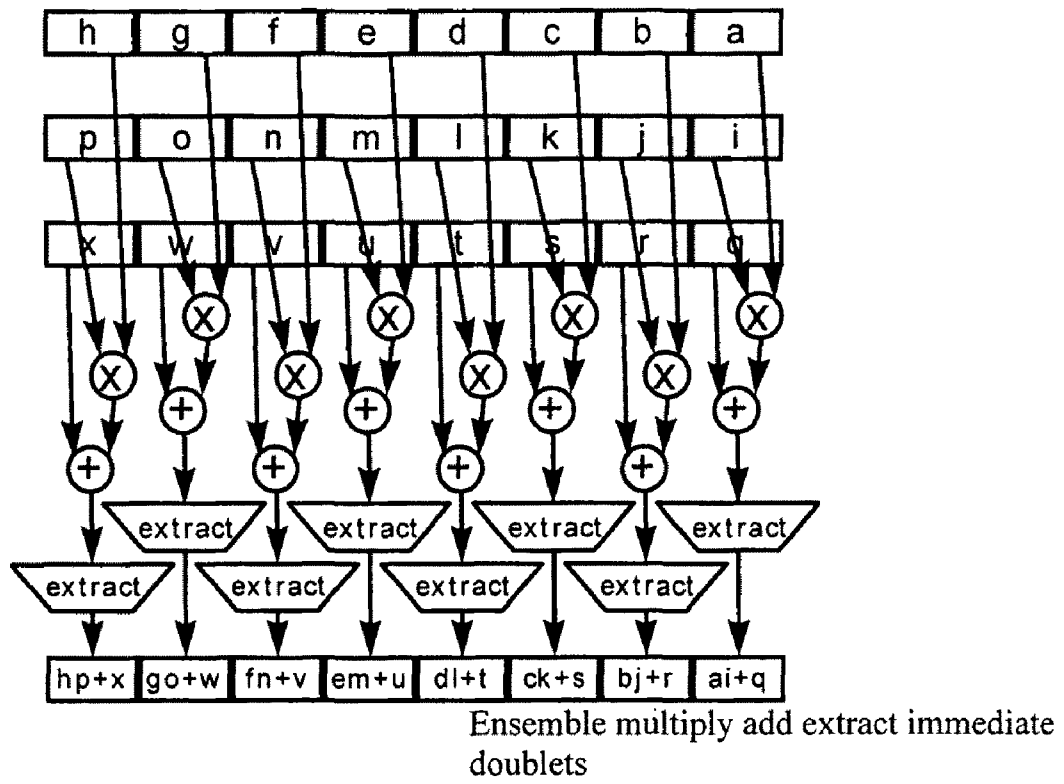 h g f e d c b a
p o n m l k j i
x w v u t s r q
X X X X
X X X X
+ + + +
+ + + +
extract extract extract extract
extract extract extract extract
hp+x go+w fn+v em+u dl+t ck+s bj+r ai+q
Ensemble multiply add extract immediate
doublets